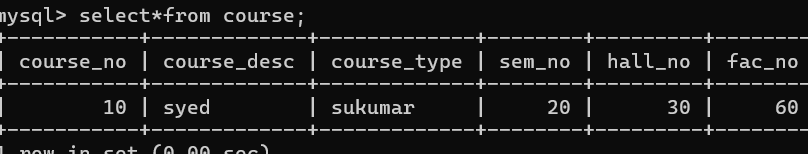 mysql> select*from course;
+-----------+-------------+-------------+--------+---------+--------
| course_no | course_desc | course_type | sem_no | hall_no | fac_no
+-----------+-------------+-------------+--------+---------+--------
| 10 | syed | sukumar | 20 | 30 | 60
+-----------+-------------+-------------+--------+---------+--------
1 row in set (0.00 sec)